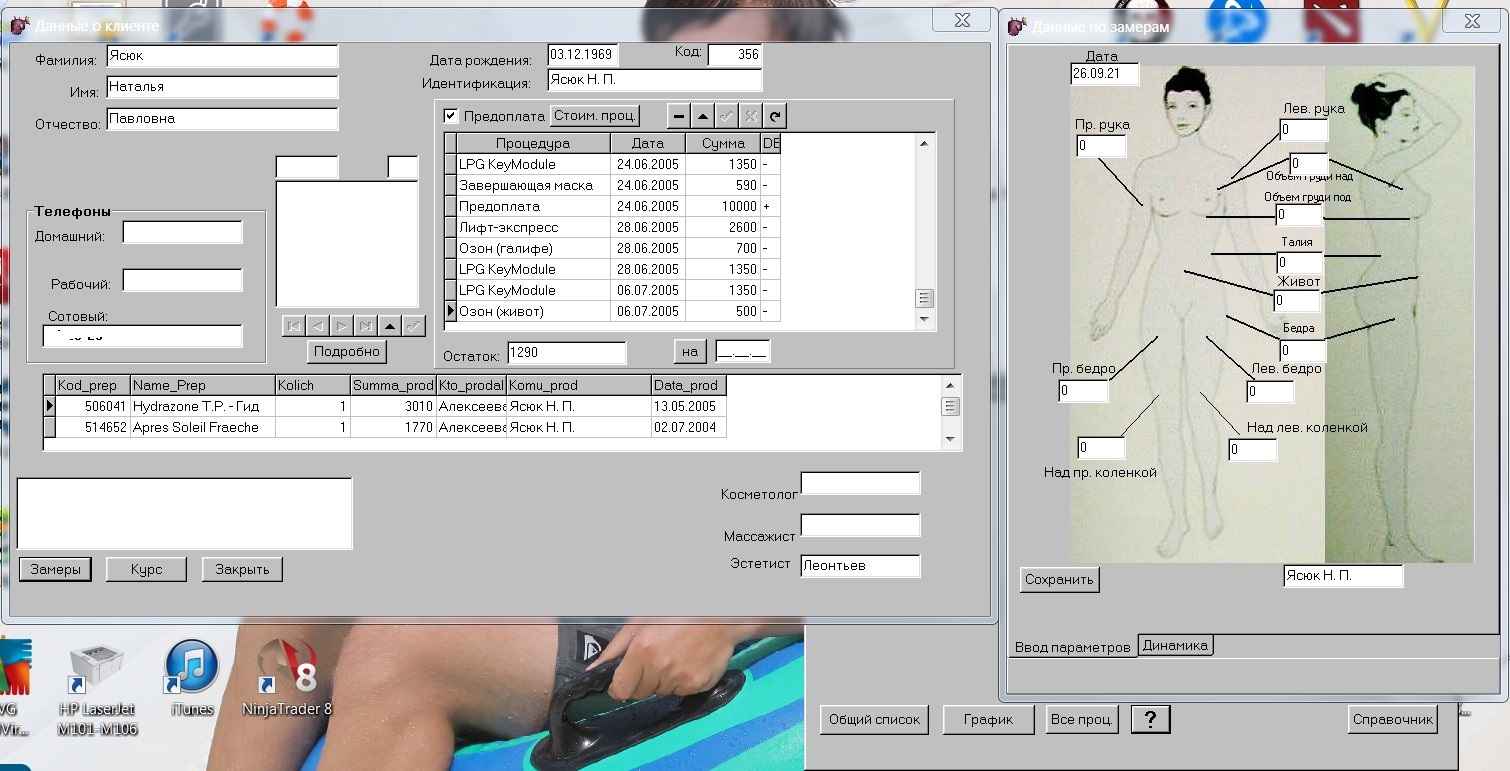 Данные о клиенте
Фамилия: Ясюк
Имя: Наталья
Отчество: Павловна
Дата рождения: 03.12.1969 Код: 356
Идентификация: Ясюк Н. П.
Предоплата Стоим. проц.
Процедура Дата Сумма DE
LPG KeyModule 24.06.2005 1350 -
Завершающая маска 24.06.2005 590 -
Предоплата 24.06.2005 10000 +
Лифт-экспресс 28.06.2005 2600 -
Озон (галифе) 28.06.2005 700 -
LPG KeyModule 28.06.2005 1350 -
LPG KeyModule 06.07.2005 1350 -
Озон (живот) 06.07.2005 500 -
Остаток: 1290 на __.__.__
Телефоны
Домашний:
Рабочий:
Сотовый:
Подробно
Kod_prep Name_Prep Kolich Summa_prod Kto_prodal Komu_prod Data_prod
506041 Hydrazone T.P. - Гид 1 3010 Алексеева Ясюк Н. П. 13.05.2005
514652 Apres Soleil Fraeche 1 1770 Алексеева Ясюк Н. П. 02.07.2004
Косметолог
Массажист
Эстетист Леонтьев
Замеры Курс Закрыть
Данные по замерам
Дата
26.09.21
Лев. рука
0
Пр. рука
0
0
Объем груди над
Объем груди под
0
Талия
0
Живот
0
Бедра
0
Пр. бедро
0
Лев. бедро
0
Над лев. коленкой
0
0
Над пр. коленкой
Сохранить
Ясюк Н. П.
Ввод параметров Динамика
Общий список График Все проц. ? Справочник
HP LaserJet
M101-M106
iTunes
8
NinjaTrader 8